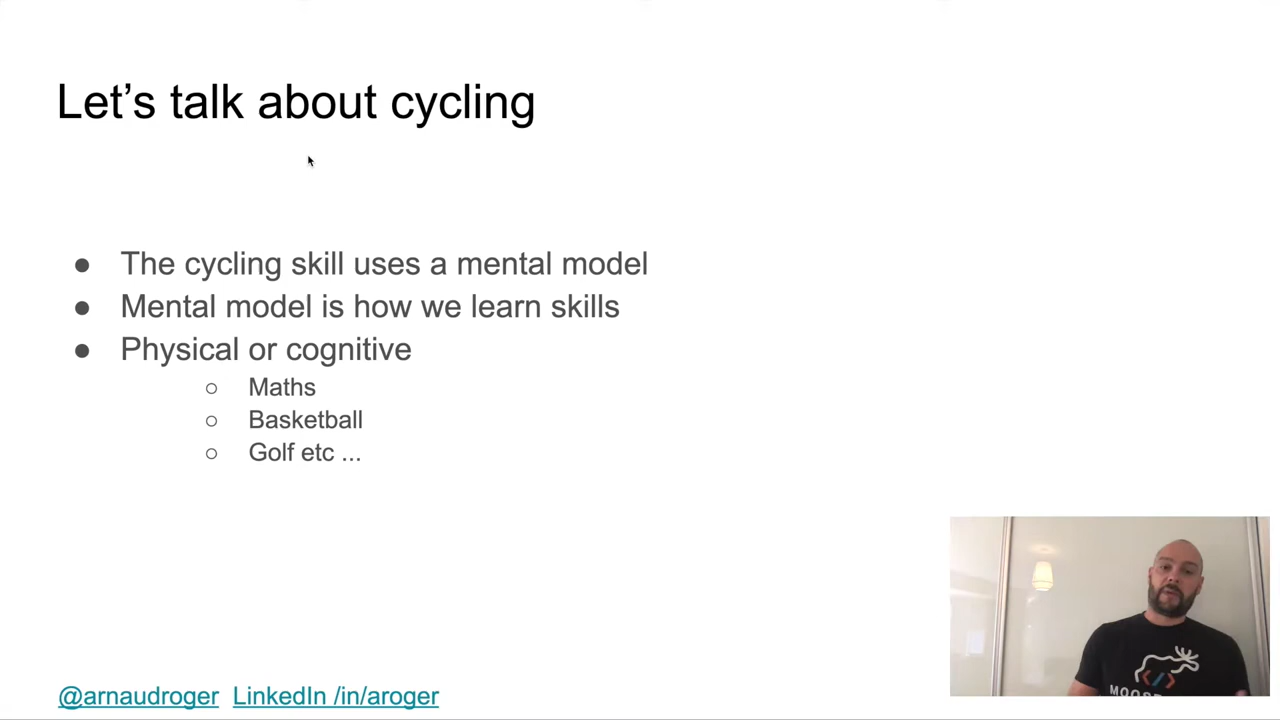 Let's talk about cycling
● The cycling skill uses a mental model
● Mental model is how we learn skills
● Physical or cognitive
○ Maths
○ Basketball
○ Golf etc ...
@arnaudroger LinkedIn /in/aroger